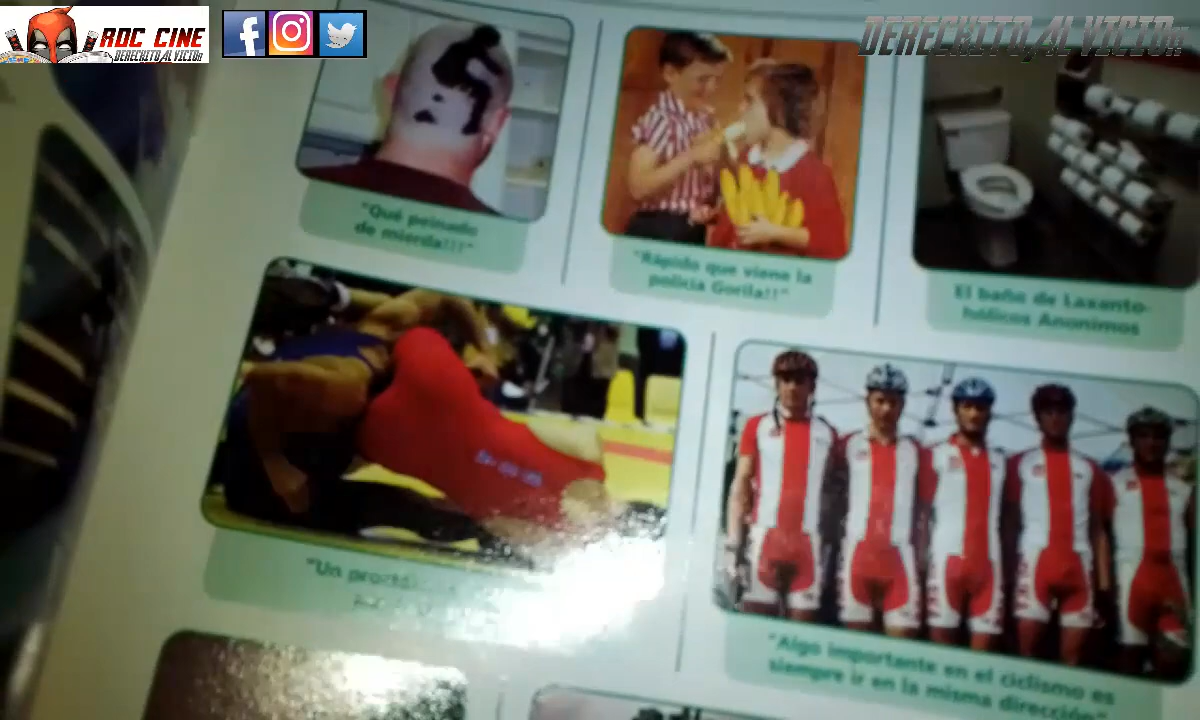 RDC CINE
DERECHITO AL VICIO!!
DERECHITO AL VICIO!!
"Qué peinado
de mierda!!!"
"Rápido que viene la
policía Gorila!!"
El baño de Laxanto-
hólicos Anonimos
"Un
"Algo importante en el ciclismo es
siempre ir en la misma dirección"